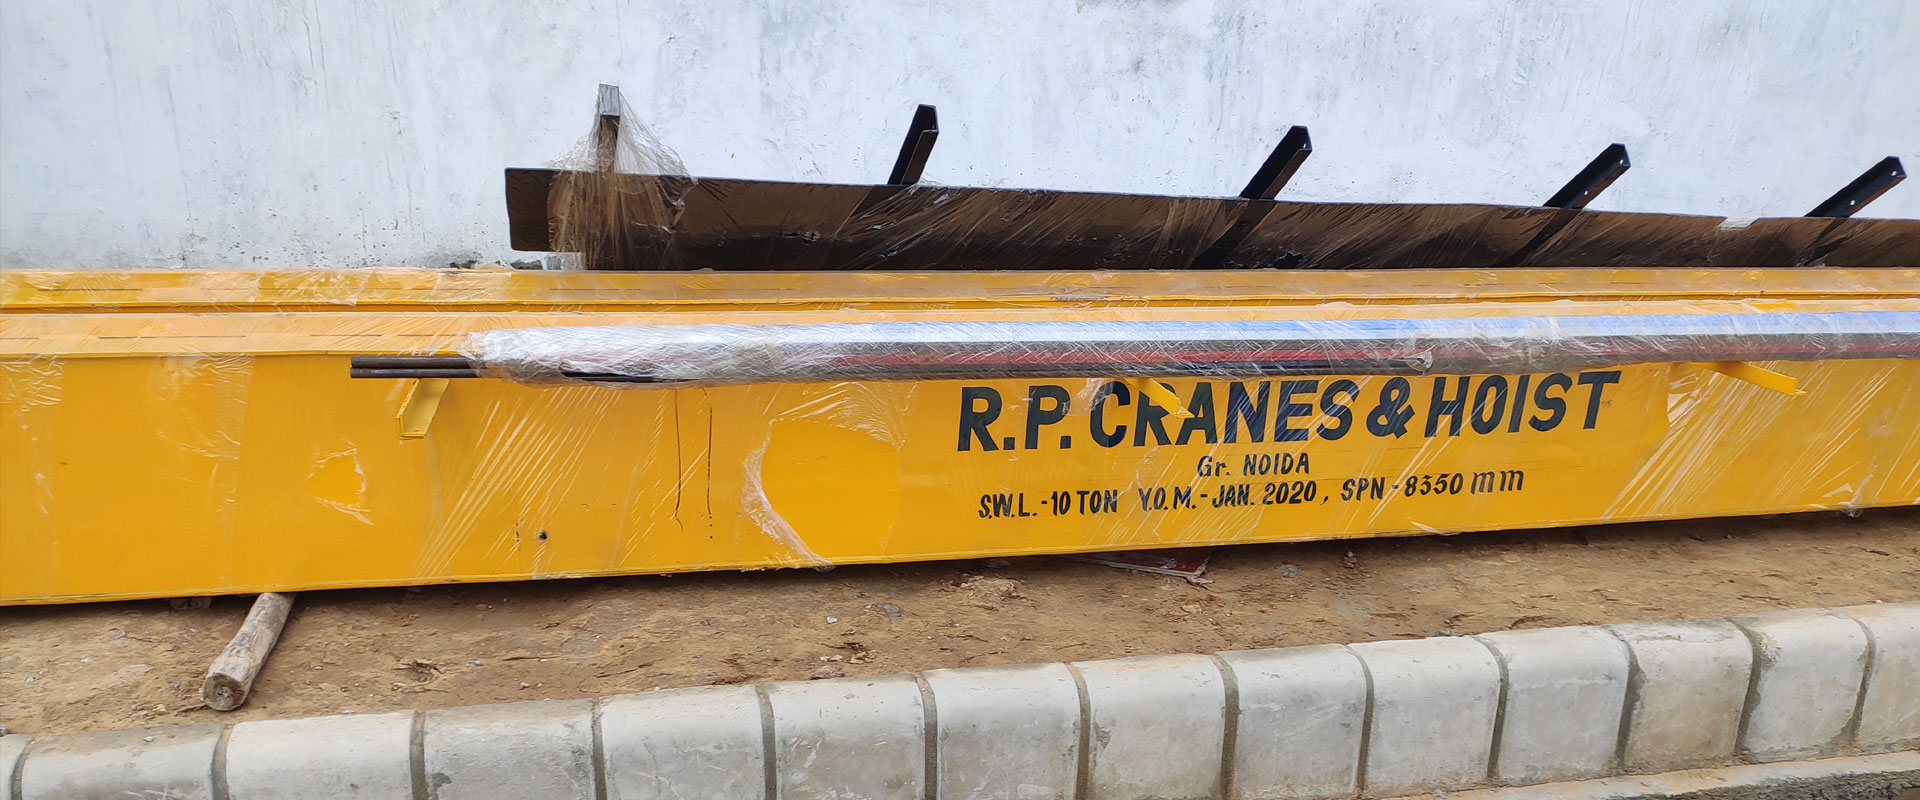 R.P. CRANES & HOIST
Gr. NOIDA
S.W.L.-10 TON Y.O.M.-JAN. 2020, SPN-8350 mm